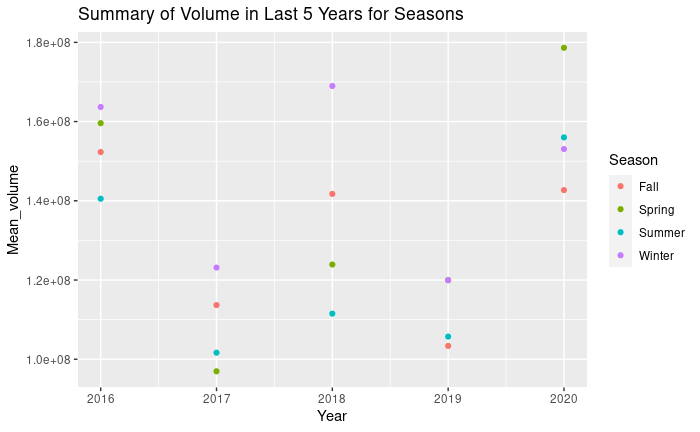 Summary of Volume in Last 5 Years for Seasons
Mean_volume
1.8e+08
1.6e+08
1.4e+08
1.2e+08
1.0e+08
2016 2017 2018 2019 2020
Year
Season
Fall
Spring
Summer
Winter